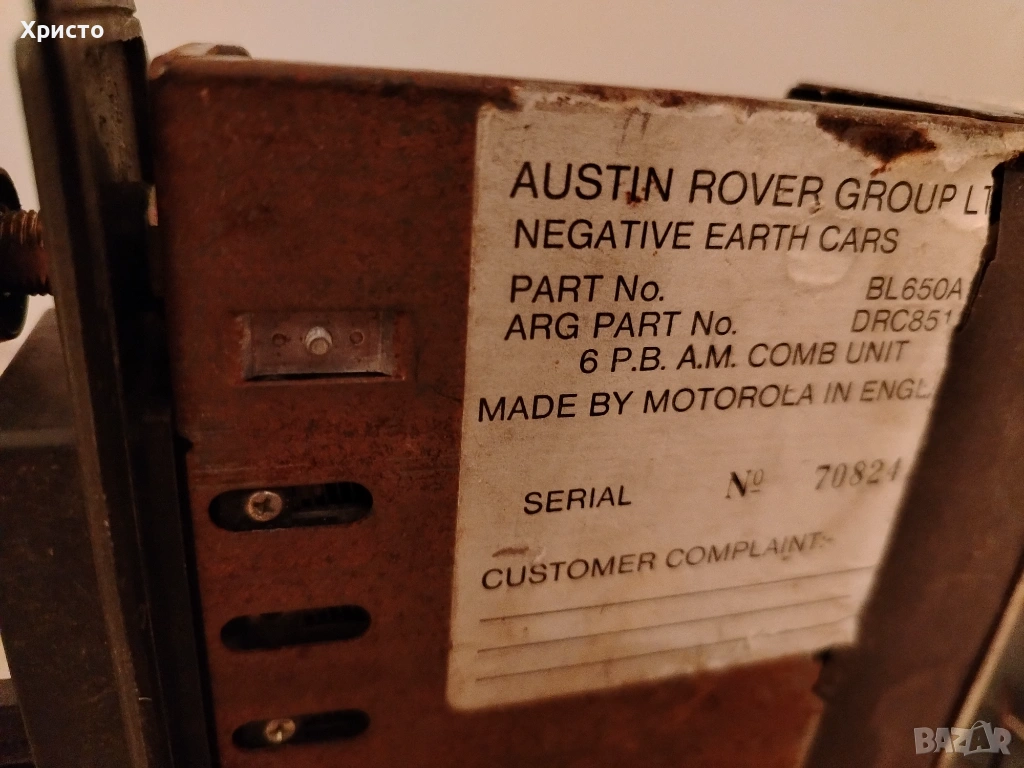 Христо
AUSTIN ROVER GROUP LT
NEGATIVE EARTH CARS
PART No. BL650A
ARG PART No. DRC851
6 P.B. A.M. COMB UNIT
MADE BY MOTOROLA IN ENGL
SERIAL Nº 70824
CUSTOMER COMPLAINT:-
BAZAR